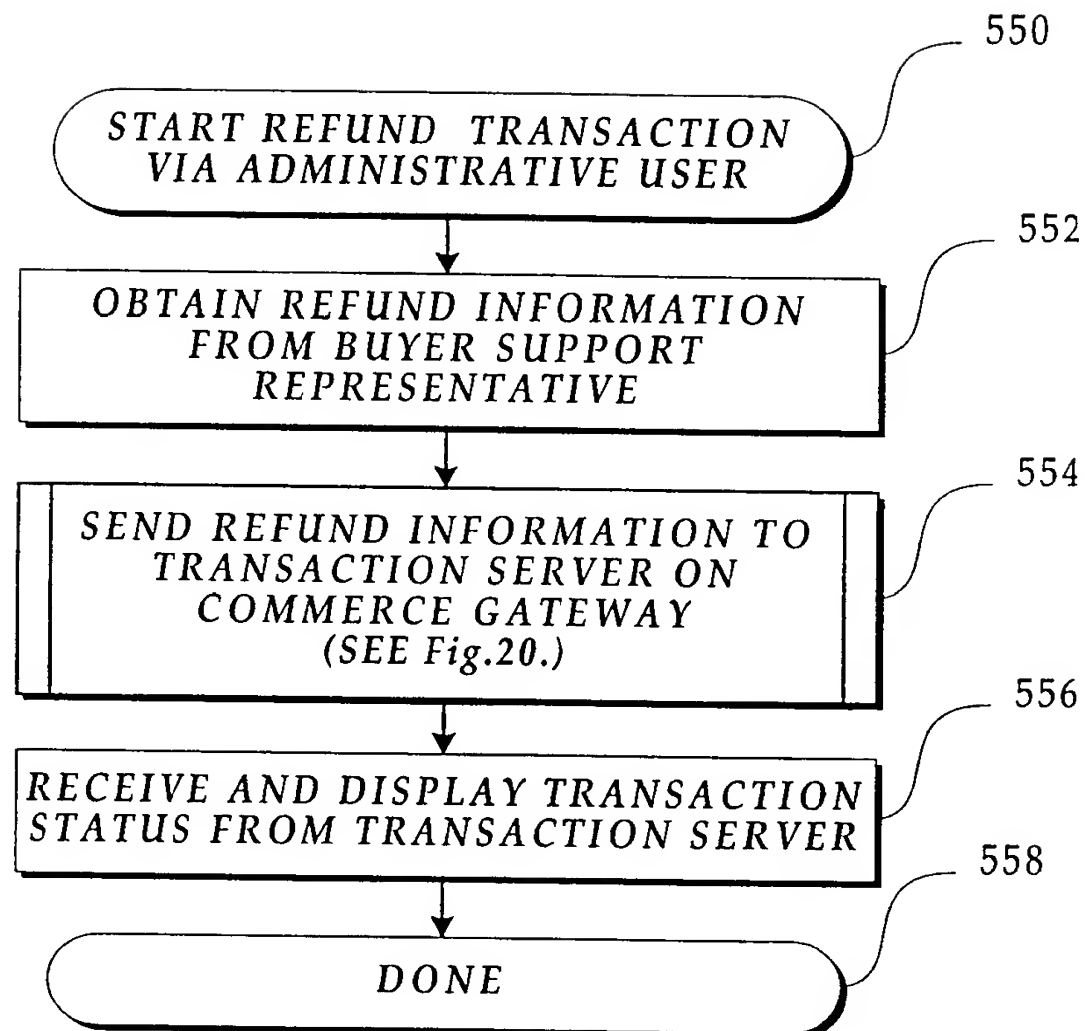 550
START REFUND TRANSACTION
VIA ADMINISTRATIVE USER
552
OBTAIN REFUND INFORMATION
FROM BUYER SUPPORT
REPRESENTATIVE
554
SEND REFUND INFORMATION TO
TRANSACTION SERVER ON
COMMERCE GATEWAY
(SEE Fig.20.)
556
RECEIVE AND DISPLAY TRANSACTION
STATUS FROM TRANSACTION SERVER
558
DONE